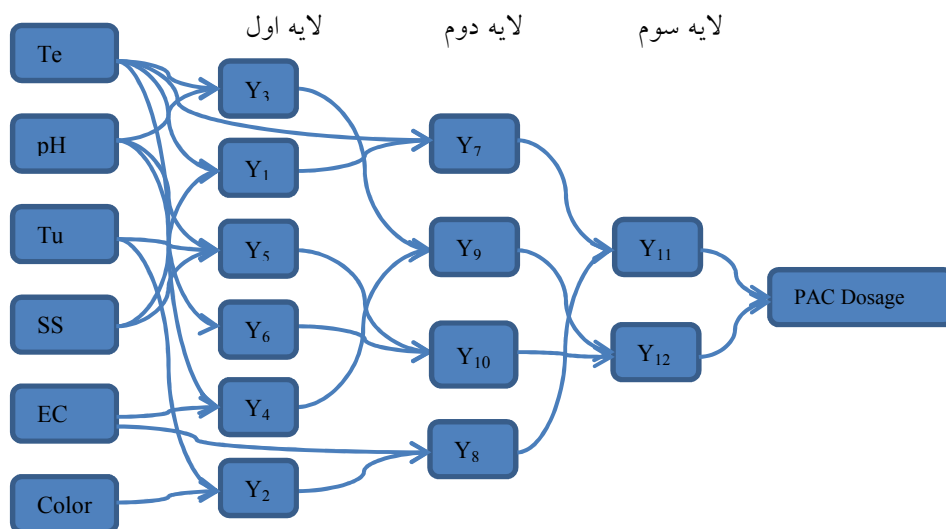 لایه اول
لایه دوم
لایه سوم
Te
pH
Tu
SS
EC
Color
Y₃
Y₁
Y₅
Y₆
Y₄
Y₂
Y₇
Y₉
Y₁₀
Y₈
Y₁₁
Y₁₂
PAC Dosage